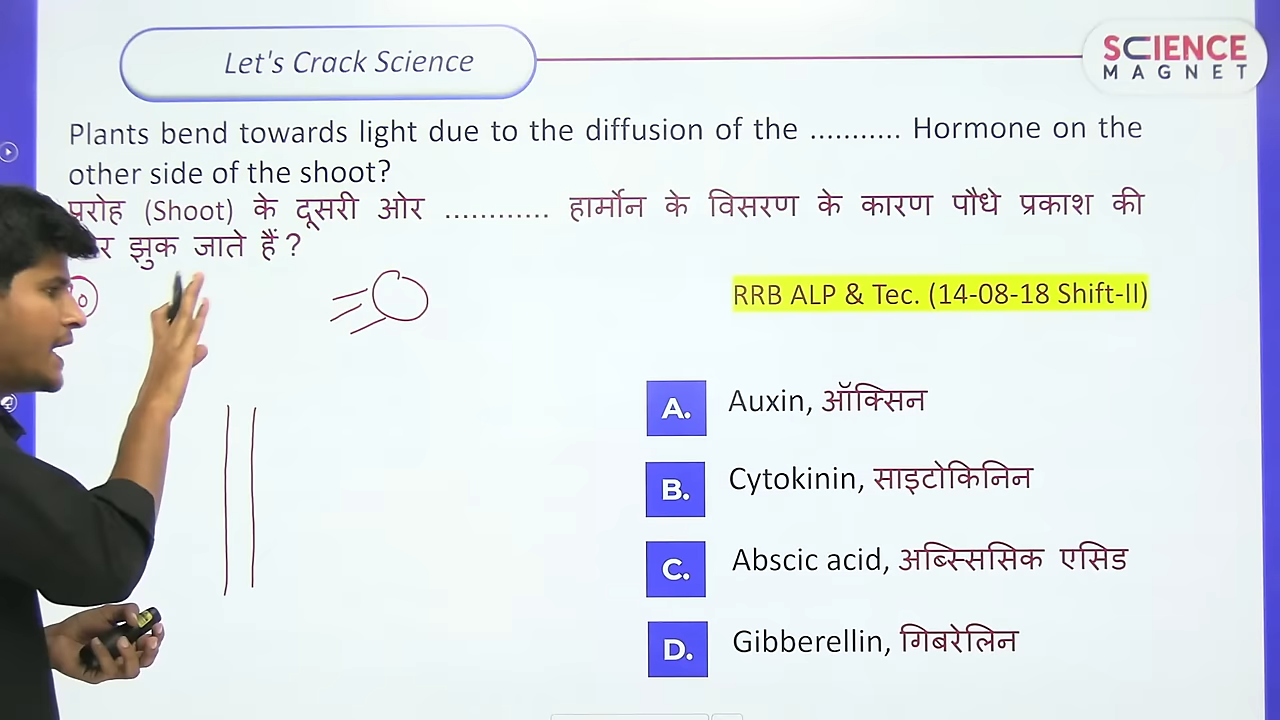 Let's Crack Science
SCIENCE
MAGNET
Plants bend towards light due to the diffusion of the ........... Hormone on the
other side of the shoot?
प्ररोह (Shoot) के दूसरी ओर ............ हार्मोन के विसरण के कारण पौधे प्रकाश की
झुक जाते हैं ?
RRB ALP & Tec. (14-08-18 Shift-II)
A. Auxin, ऑक्सिन
B. Cytokinin, साइटोकिनिन
C. Abscic acid, अब्स्सिसिक एसिड
D. Gibberellin, गिबरेलिन